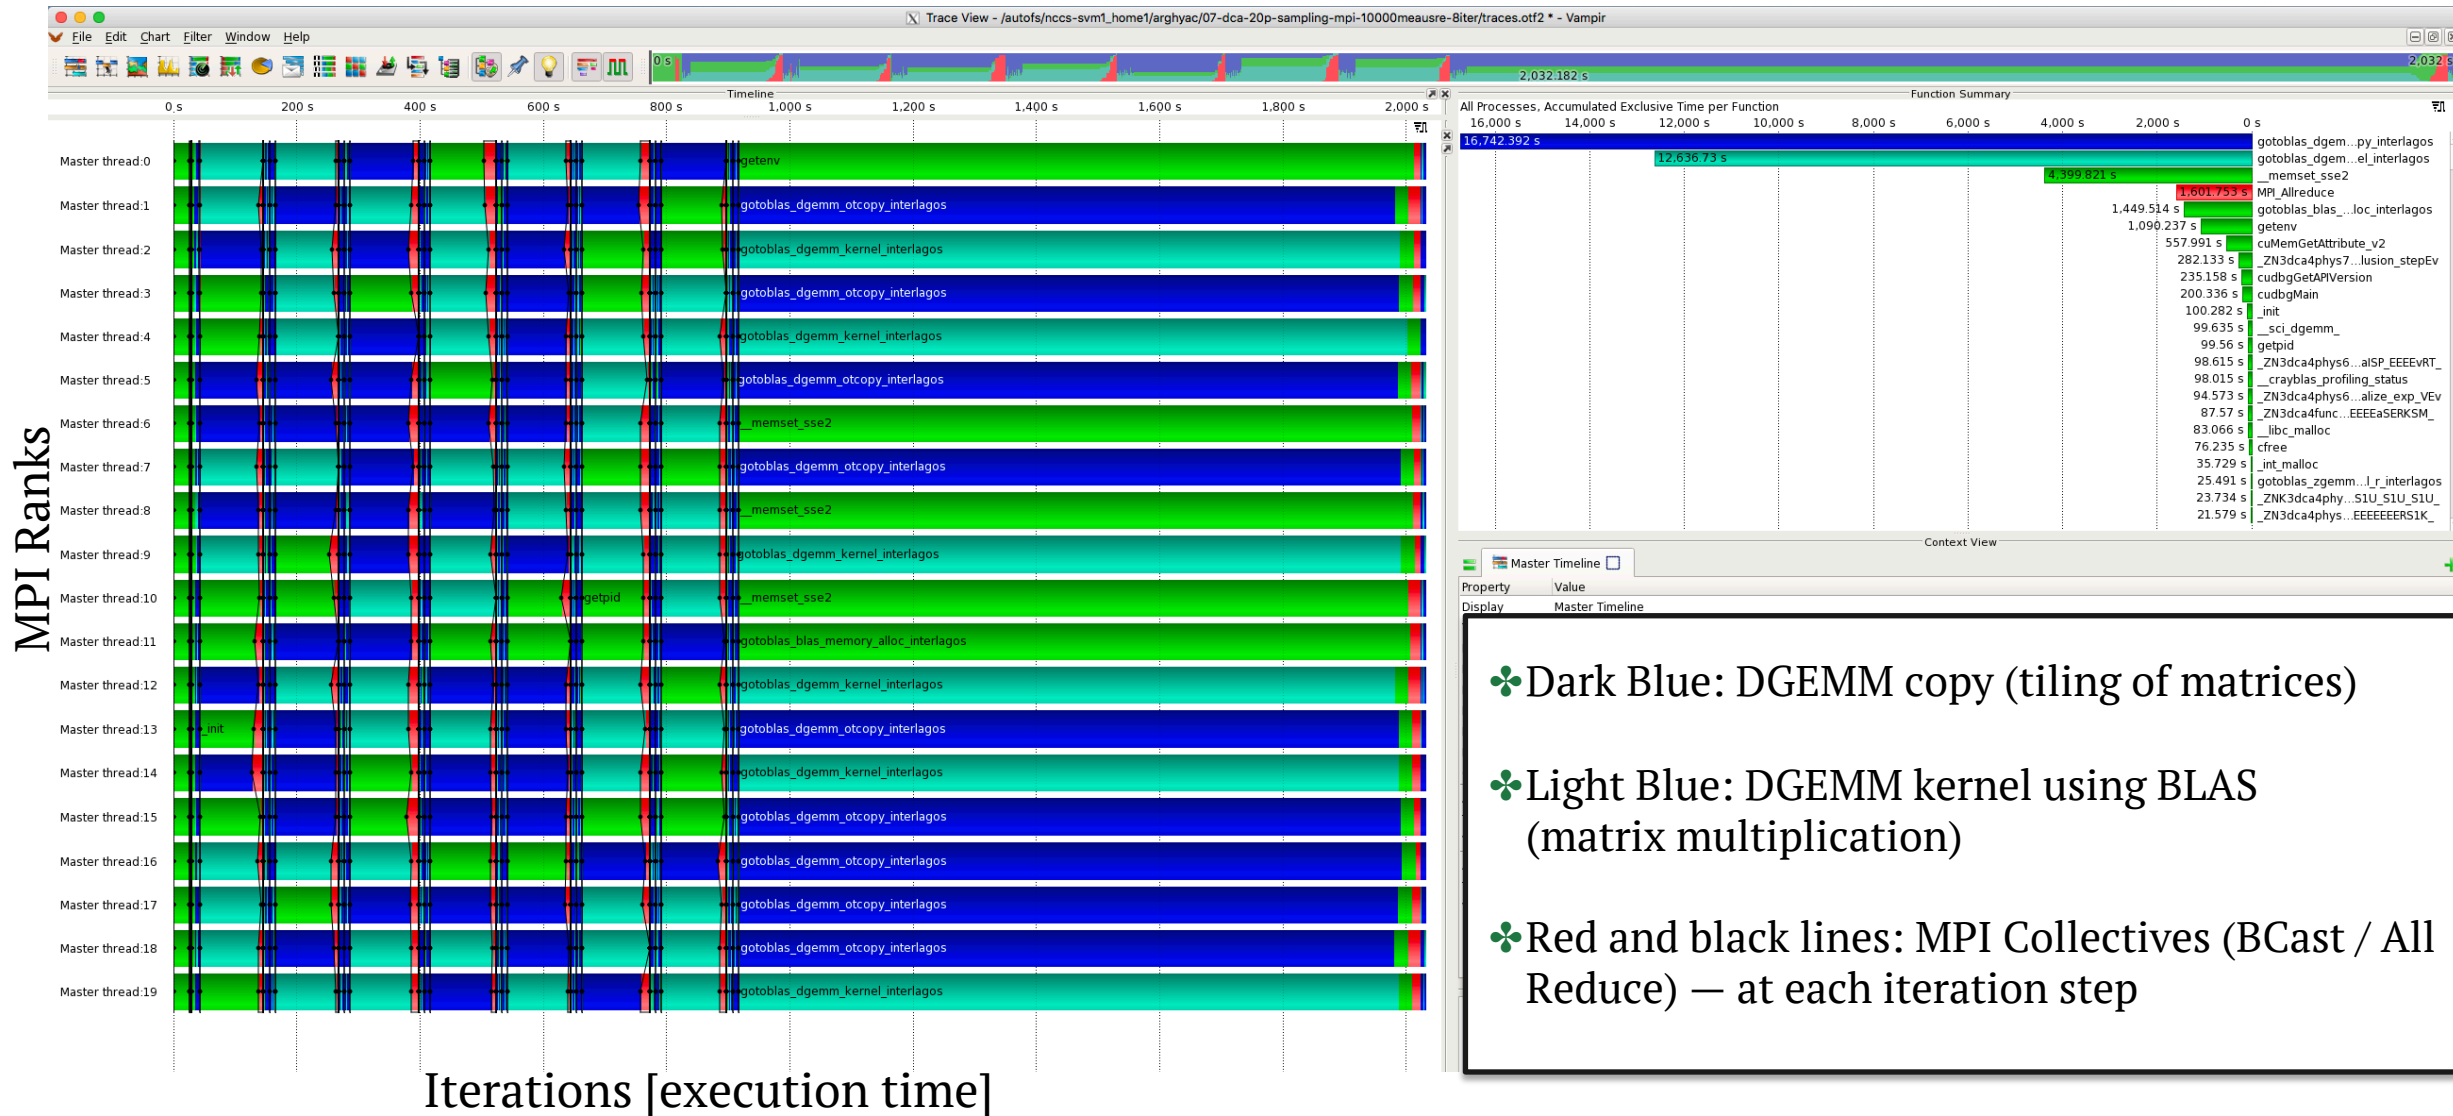 Trace View - /autofs/nccs-svm1_home1/arghyac/07-dca-20p-sampling-mpi-10000meausre-8iter/traces.otf2 * - Vampir
File Edit Chart Filter Window Help
0 s
2,032.182 s
2,032 s
Timeline
0 s 200 s 400 s 600 s 800 s 1,000 s 1,200 s 1,400 s 1,600 s 1,800 s 2,000 s
MPI Ranks
Master thread:0 getenv
Master thread:1 gotoblas_dgemm_otcopy_interlagos
Master thread:2 gotoblas_dgemm_kernel_interlagos
Master thread:3 gotoblas_dgemm_otcopy_interlagos
Master thread:4 gotoblas_dgemm_kernel_interlagos
Master thread:5 gotoblas_dgemm_otcopy_interlagos
Master thread:6 __memset_sse2
Master thread:7 gotoblas_dgemm_otcopy_interlagos
Master thread:8 __memset_sse2
Master thread:9 gotoblas_dgemm_kernel_interlagos
Master thread:10 getpid __memset_sse2
Master thread:11 gotoblas_blas_memory_alloc_interlagos
Master thread:12 gotoblas_dgemm_kernel_interlagos
Master thread:13 _init gotoblas_dgemm_otcopy_interlagos
Master thread:14 gotoblas_dgemm_kernel_interlagos
Master thread:15 gotoblas_dgemm_otcopy_interlagos
Master thread:16 gotoblas_dgemm_otcopy_interlagos
Master thread:17 gotoblas_dgemm_otcopy_interlagos
Master thread:18 gotoblas_dgemm_otcopy_interlagos
Master thread:19 gotoblas_dgemm_kernel_interlagos
Iterations [execution time]
Function Summary
All Processes, Accumulated Exclusive Time per Function
16,000 s 14,000 s 12,000 s 10,000 s 8,000 s 6,000 s 4,000 s 2,000 s 0 s
16,742.392 s gotoblas_dgem...py_interlagos
12,636.73 s gotoblas_dgem...el_interlagos
4,399.821 s __memset_sse2
1,601.753 s MPI_Allreduce
1,449.514 s gotoblas_blas_...loc_interlagos
1,090.237 s getenv
557.991 s cuMemGetAttribute_v2
282.133 s _ZN3dca4phys7...lusion_stepEv
235.158 s cudbgGetAPIVersion
200.336 s cudbgMain
100.282 s _init
99.635 s __sci_dgemm_
99.56 s getpid
98.615 s _ZN3dca4phys6...aISP_EEEEvRT_
98.015 s __crayblas_profiling_status
94.573 s _ZN3dca4phys6...alize_exp_VEv
87.57 s _ZN3dca4func...EEEEaSERKSM_
83.066 s __libc_malloc
76.235 s cfree
35.729 s _int_malloc
25.491 s gotoblas_zgemm...l_r_interlagos
23.734 s _ZNK3dca4phy...S1U_S1U_S1U_
21.579 s _ZN3dca4phys...EEEEEEERS1K_
Context View
Master Timeline
Property Value
Display Master Timeline
Dark Blue: DGEMM copy (tiling of matrices)
Light Blue: DGEMM kernel using BLAS
(matrix multiplication)
Red and black lines: MPI Collectives (BCast / All
Reduce) — at each iteration step